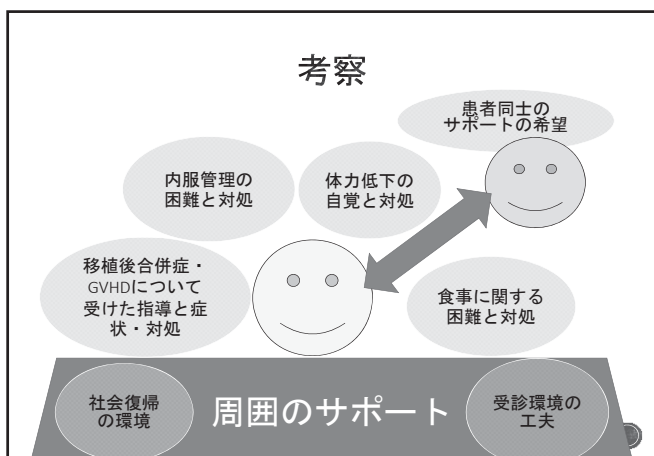 考察
患者同士の
サポートの希望
内服管理の
困難と対処
体力低下の
自覚と対処
移植後合併症・
GVHDについて
受けた指導と症
状・対処
食事に関する
困難と対処
社会復帰
の環境
周囲のサポート
受診環境の
工夫